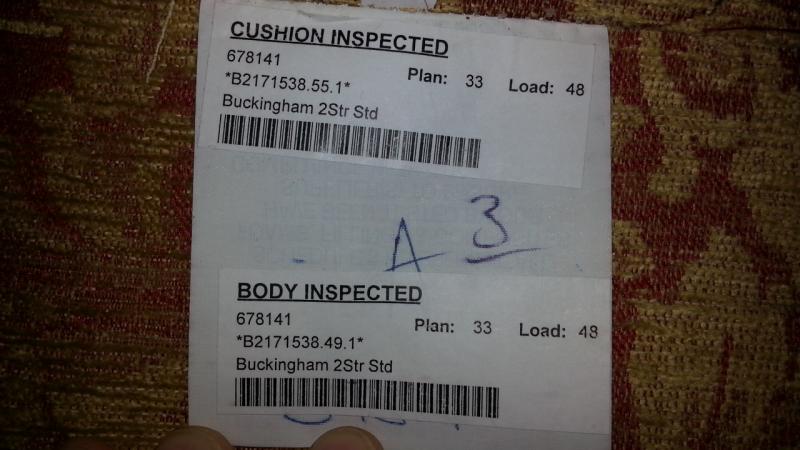 CUSHION INSPECTED
678141 Plan: 33 Load: 48
*B2171538.55.1*
Buckingham 2Str Std
A 3
BODY INSPECTED
678141 Plan: 33 Load: 48
*B2171538.49.1*
Buckingham 2Str Std